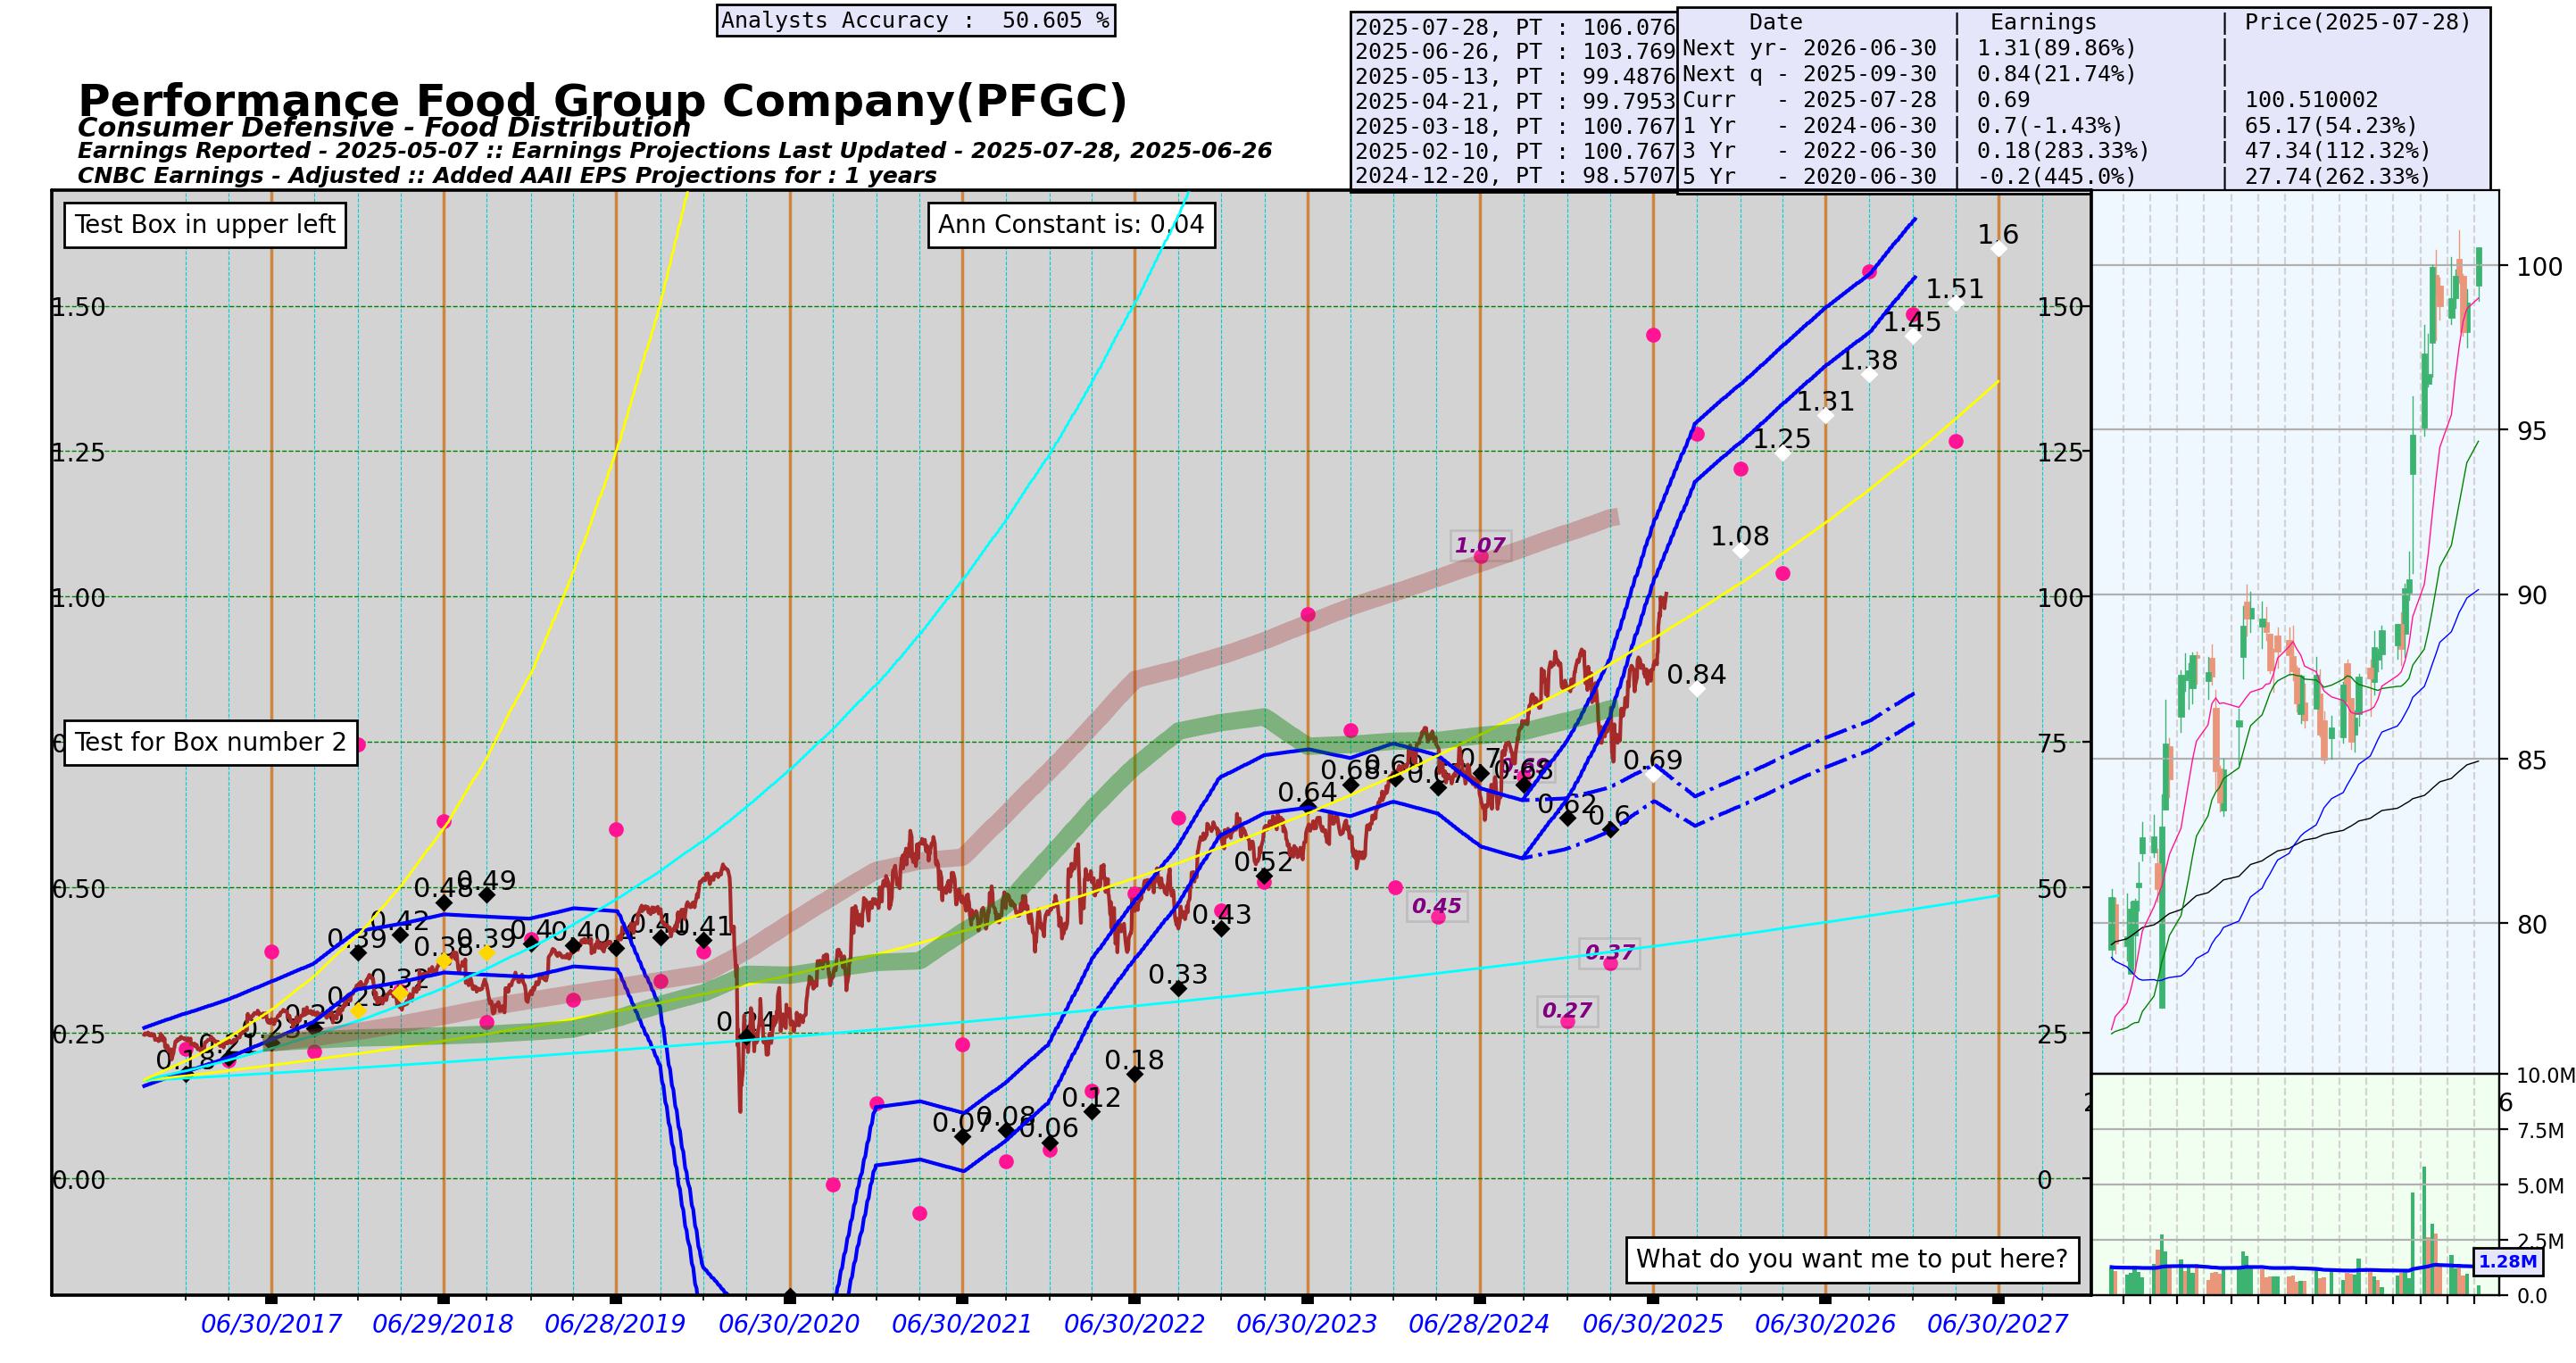 Analysts Accuracy :  50.605 %
Performance Food Group Company(PFGC)
Consumer Defensive - Food Distribution
Earnings Reported - 2025-05-07 :: Earnings Projections Last Updated - 2025-07-28, 2025-06-26
CNBC Earnings - Adjusted :: Added AAII EPS Projections for : 1 years
2025-07-28, PT : 106.076
2025-06-26, PT : 103.769
2025-05-13, PT : 99.4876
2025-04-21, PT : 99.7953
2025-03-18, PT : 100.767
2025-02-10, PT : 100.767
2024-12-20, PT : 98.5707
Date | Earnings | Price(2025-07-28)
Next yr- 2026-06-30 | 1.31(89.86%) |
Next q - 2025-09-30 | 0.84(21.74%) |
Curr - 2025-07-28 | 0.69 | 100.510002
1 Yr - 2024-06-30 | 0.7(-1.43%) | 65.17(54.23%)
3 Yr - 2022-06-30 | 0.18(283.33%) | 47.34(112.32%)
5 Yr - 2020-06-30 | -0.2(445.0%) | 27.74(262.33%)
Test Box in upper left
Ann Constant is: 0.04
Test for Box number 2
What do you want me to put here?
1.50
1.25
1.00
0.50
0.25
0.00
150
125
100
75
50
25
0
1.6
1.51
1.45
1.38
1.31
1.25
1.08
0.84
0.69
1.07
0.45
0.37
0.27
0.7
0.68
0.62
0.6
0.68
0.64
0.52
0.43
0.33
0.18
0.12
0.06
0.08
0.07
0.24
0.41
0.49
0.48
0.42
0.39
0.38
0.39
0.32
0.18
100
95
90
85
80
10.0M
7.5M
5.0M
2.5M
1.28M
0.0
06/30/2017
06/29/2018
06/28/2019
06/30/2020
06/30/2021
06/30/2022
06/30/2023
06/28/2024
06/30/2025
06/30/2026
06/30/2027